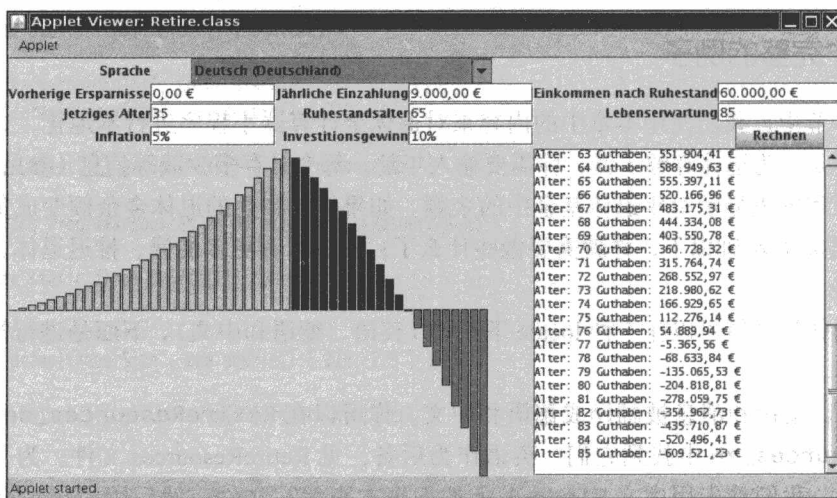 Applet Viewer: Retire.class
Applet
Sprache Deutsch (Deutschland)
Vorherige Ersparnisse 0,00 € Jährliche Einzahlung 9.000,00 € Einkommen nach Ruhestand 60.000,00 €
Jetziges Alter 35 Ruhestandsalter 65 Lebenserwartung 85
Inflation 5% Investitionsgewinn 10% Rechnen
Alter: 63 Guthaben: 551.904,41 €
Alter: 64 Guthaben: 588.949,63 €
Alter: 65 Guthaben: 555.397,11 €
Alter: 66 Guthaben: 520.166,96 €
Alter: 67 Guthaben: 483.175,31 €
Alter: 68 Guthaben: 444.334,08 €
Alter: 69 Guthaben: 403.550,78 €
Alter: 70 Guthaben: 360.728,32 €
Alter: 71 Guthaben: 315.764,74 €
Alter: 72 Guthaben: 268.552,97 €
Alter: 73 Guthaben: 218.980,62 €
Alter: 74 Guthaben: 166.929,65 €
Alter: 75 Guthaben: 112.276,14 €
Alter: 76 Guthaben: 54.889,94 €
Alter: 77 Guthaben: -5.365,56 €
Alter: 78 Guthaben: -68.633,84 €
Alter: 79 Guthaben: -135.065,53 €
Alter: 80 Guthaben: -204.818,81 €
Alter: 81 Guthaben: -278.059,75 €
Alter: 82 Guthaben: -354.962,73 €
Alter: 83 Guthaben: -435.710,87 €
Alter: 84 Guthaben: -520.496,41 €
Alter: 85 Guthaben: -609.521,23 €
Applet started.